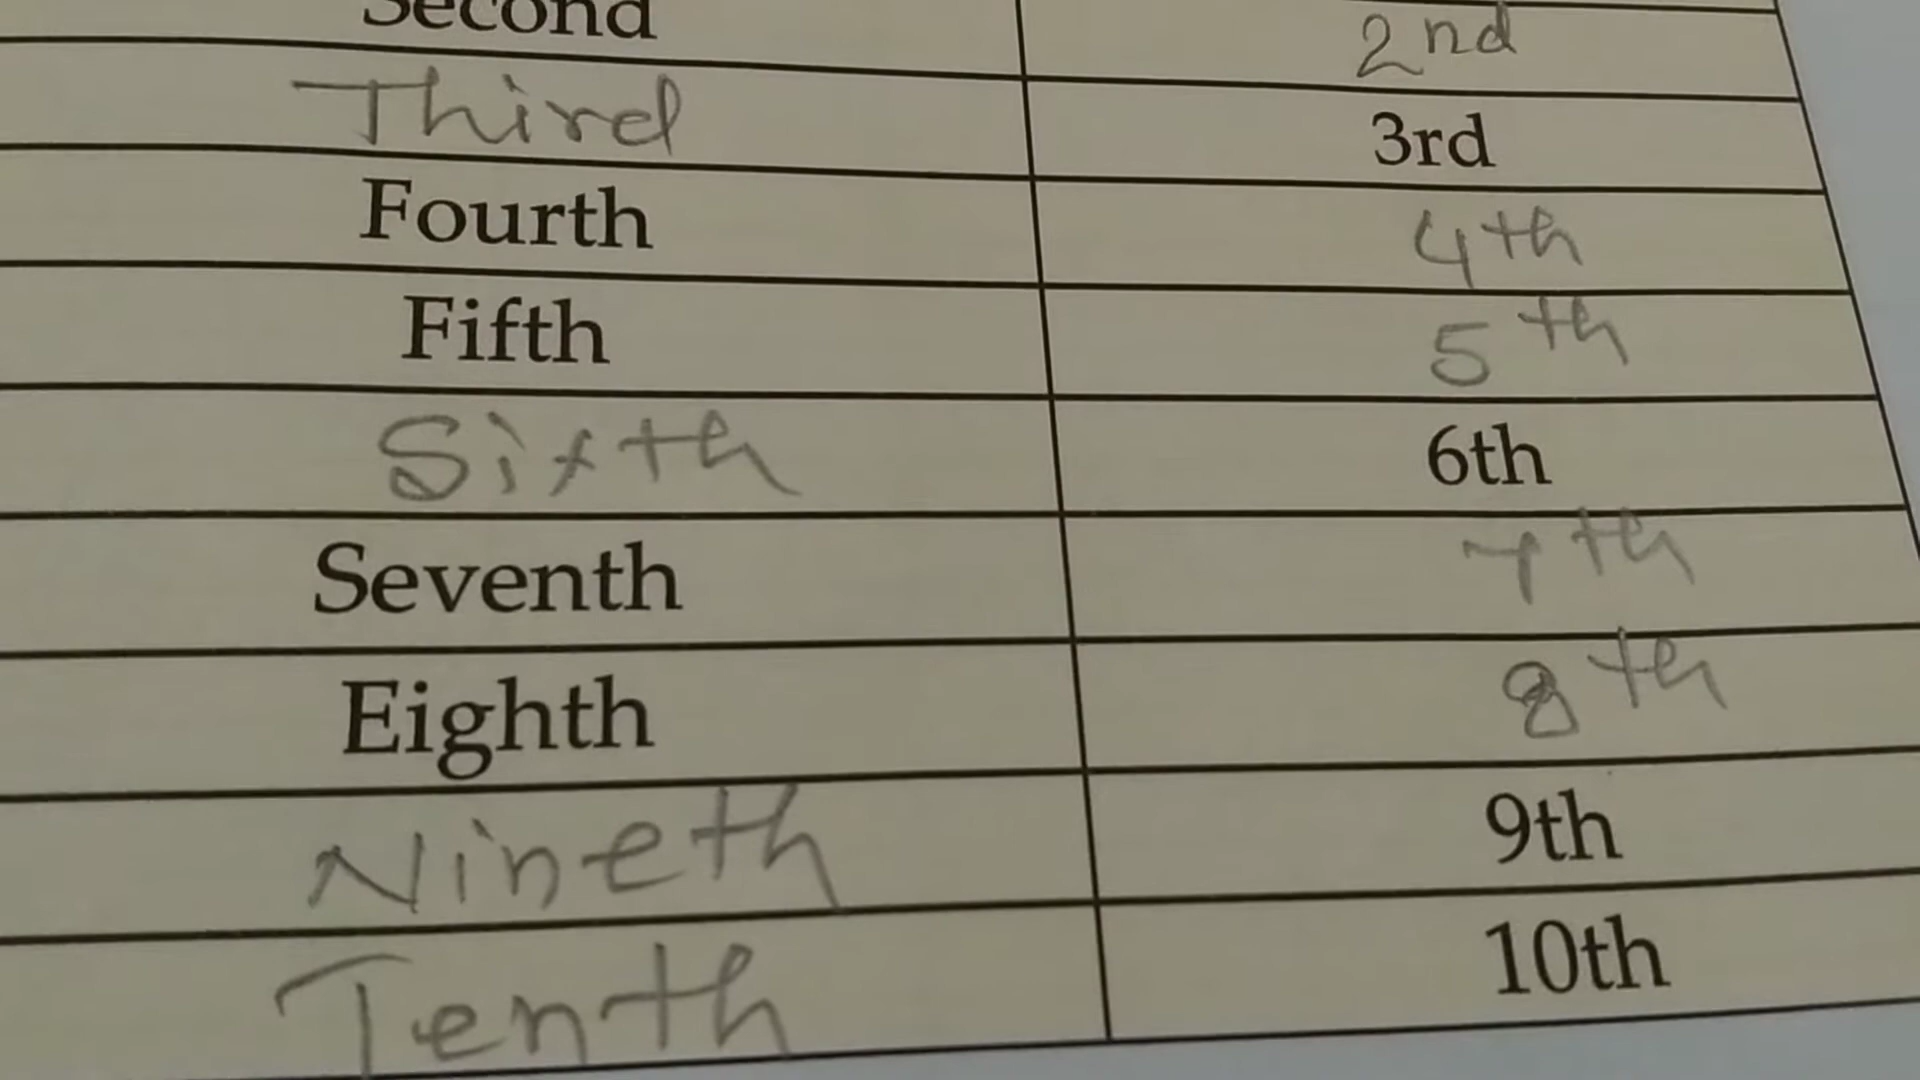 Second 2nd
Third 3rd
Fourth 4th
Fifth 5th
Sixth 6th
Seventh 7th
Eighth 8th
Nineth 9th
Tenth 10th